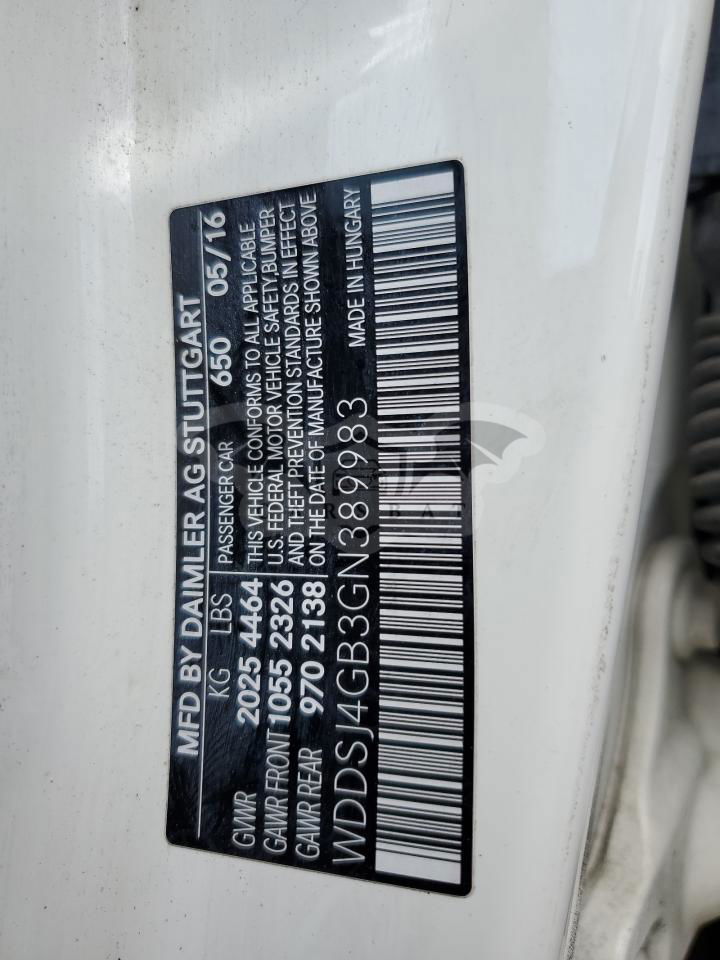 MFD BY DAIMLER AG STUTTGART
KG LBS PASSENGER CAR 650 05/16
GVWR 2025 4464 THIS VEHICLE CONFORMS TO ALL APPLICABLE
GAWR FRONT 1055 2326 U.S. FEDERAL MOTOR VEHICLE SAFETY, BUMPER
AND THEFT PREVENTION STANDARDS IN EFFECT
GAWR REAR 970 2138 ON THE DATE OF MANUFACTURE SHOWN ABOVE
WDDSJ4GB3GN389983 MADE IN HUNGARY